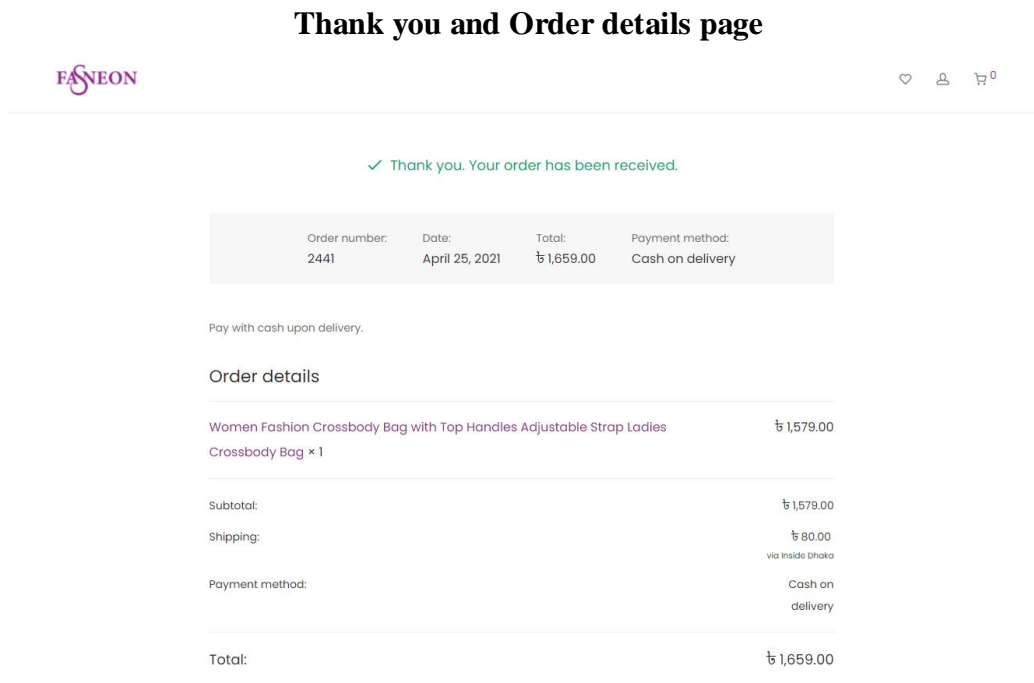 Thank you and Order details page
FASNEON
0
Thank you. Your order has been received.
Order number: Date: Total: Payment method:
2441 April 25, 2021 ৳ 1,659.00 Cash on delivery
Pay with cash upon delivery.
Order details
Women Fashion Crossbody Bag with Top Handles Adjustable Strap Ladies ৳ 1,579.00
Crossbody Bag × 1
Subtotal: ৳ 1,579.00
Shipping: ৳ 80.00
via Inside Dhaka
Payment method: Cash on
delivery
Total: ৳ 1,659.00